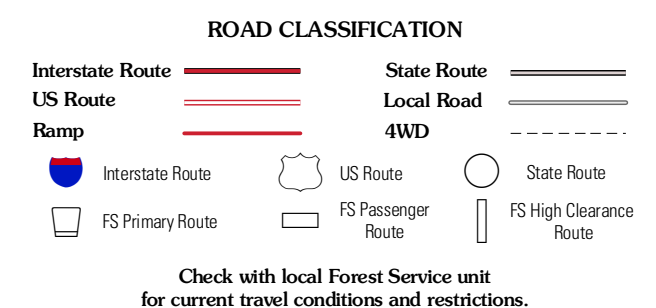 ROAD CLASSIFICATION
Interstate Route
State Route
US Route
Local Road
Ramp
4WD
Interstate Route
US Route
State Route
FS Primary Route
FS Passenger
Route
FS High Clearance
Route
Check with local Forest Service unit
for current travel conditions and restrictions.